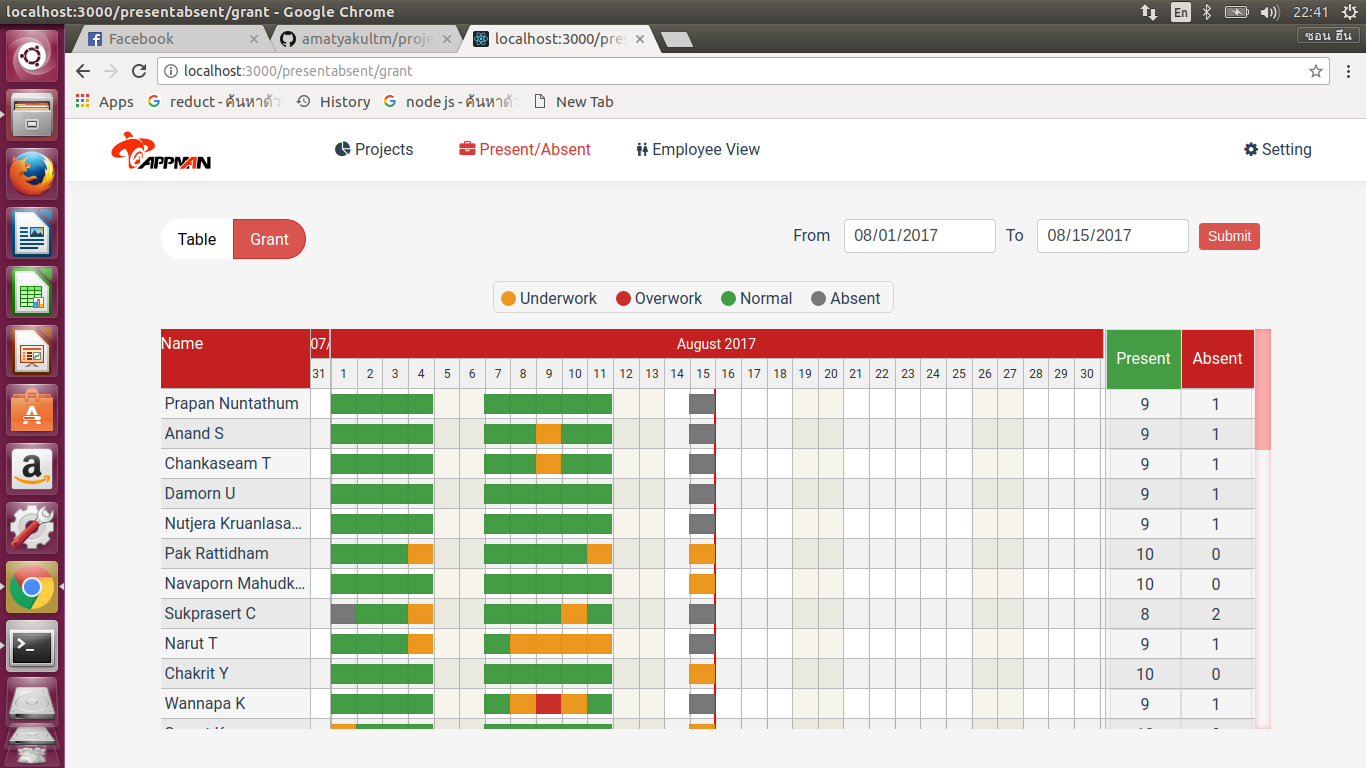 localhost:3000/presentabsent/grant - Google Chrome
En
22:41
Facebook
amatyakultm/proje
localhost:3000/pres
ซอน ฮึน
localhost:3000/presentabsent/grant
Apps
reduct - ค้นหาด้ว
History
node js - ค้นหาด้
New Tab
APPMAN
Projects
Present/Absent
Employee View
Setting
Table
Grant
From
08/01/2017
To
08/15/2017
Submit
Underwork
Overwork
Normal
Absent
Name 07/ August 2017 Present Absent
31 1 2 3 4 5 6 7 8 9 10 11 12 13 14 15 16 17 18 19 20 21 22 23 24 25 26 27 28 29 30
Prapan Nuntathum 9 1
Anand S 9 1
Chankaseam T 9 1
Damorn U 9 1
Nutjera Kruanlasa... 9 1
Pak Rattidham 10 0
Navaporn Mahudk... 10 0
Sukprasert C 8 2
Narut T 9 1
Chakrit Y 10 0
Wannapa K 9 1